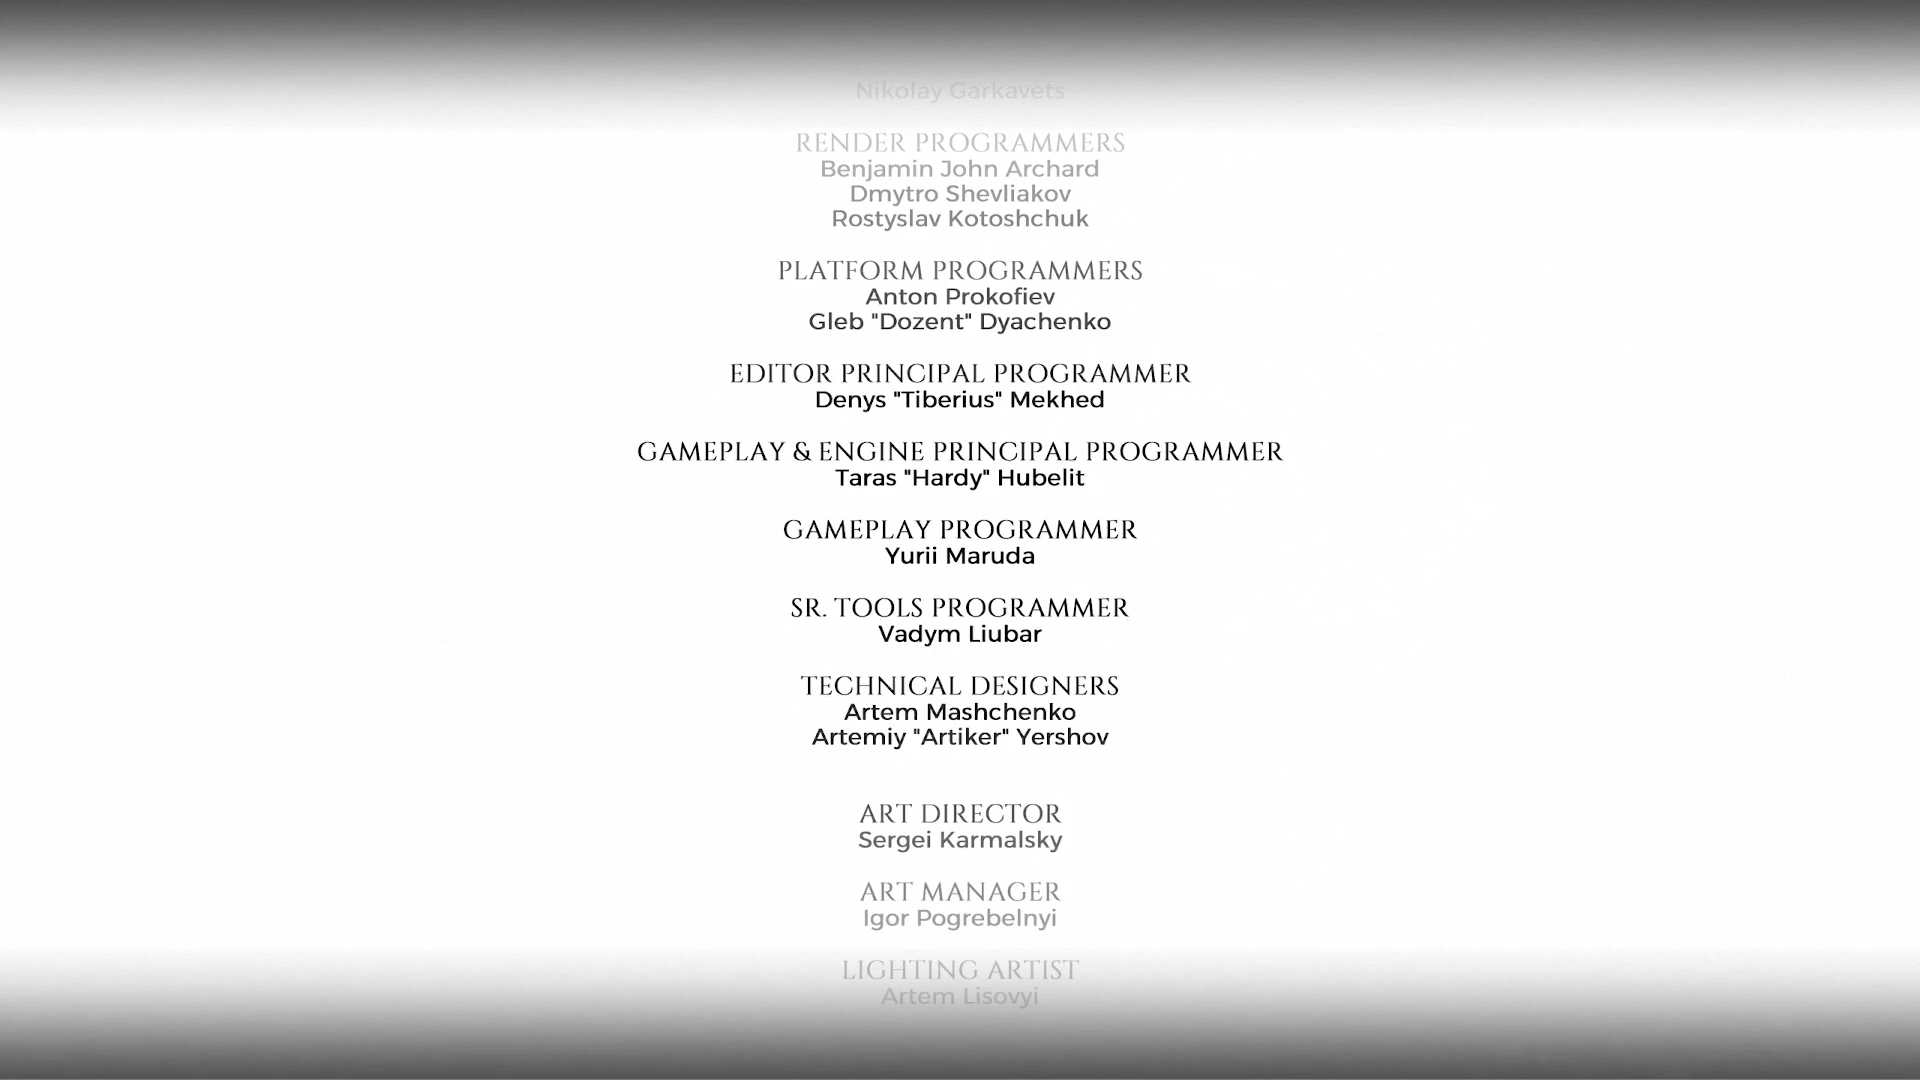 Nikolay Garkavets
RENDER PROGRAMMERS
Benjamin John Archard
Dmytro Shevliakov
Rostyslav Kotoshchuk
PLATFORM PROGRAMMERS
Anton Prokofiev
Gleb "Dozent" Dyachenko
EDITOR PRINCIPAL PROGRAMMER
Denys "Tiberius" Mekhed
GAMEPLAY & ENGINE PRINCIPAL PROGRAMMER
Taras "Hardy" Hubelit
GAMEPLAY PROGRAMMER
Yurii Maruda
SR. TOOLS PROGRAMMER
Vadym Liubar
TECHNICAL DESIGNERS
Artem Mashchenko
Artemiy "Artiker" Yershov
ART DIRECTOR
Sergei Karmalsky
ART MANAGER
Igor Pogrebelnyi
LIGHTING ARTIST
Artem Lisovyi